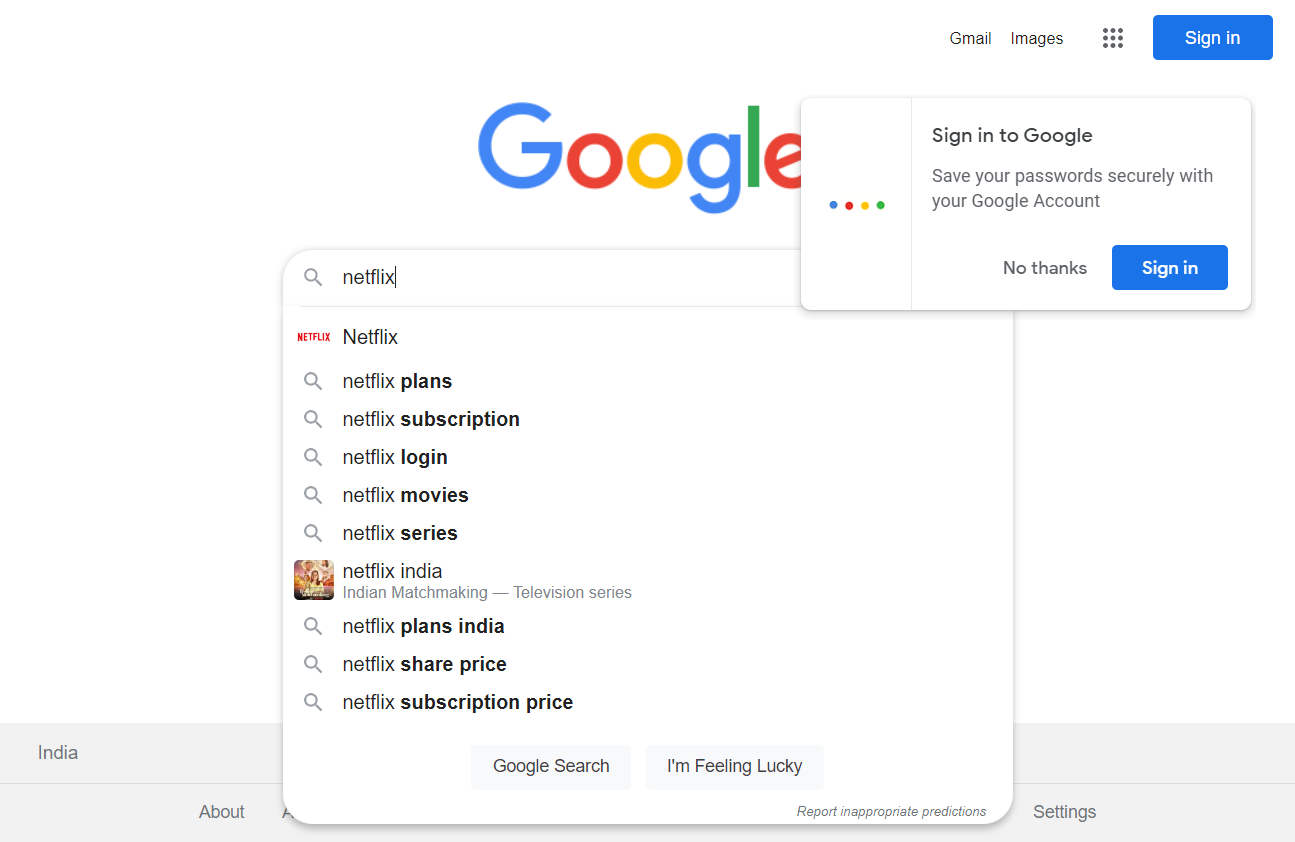 Gmail Images Sign in
Google
Sign in to Google
Save your passwords securely with
your Google Account
No thanks Sign in
netflix
NETFLIX Netflix
netflix plans
netflix subscription
netflix login
netflix movies
netflix series
netflix india
Indian Matchmaking — Television series
netflix plans india
netflix share price
netflix subscription price
Google Search I'm Feeling Lucky
Report inappropriate predictions
India
About Settings